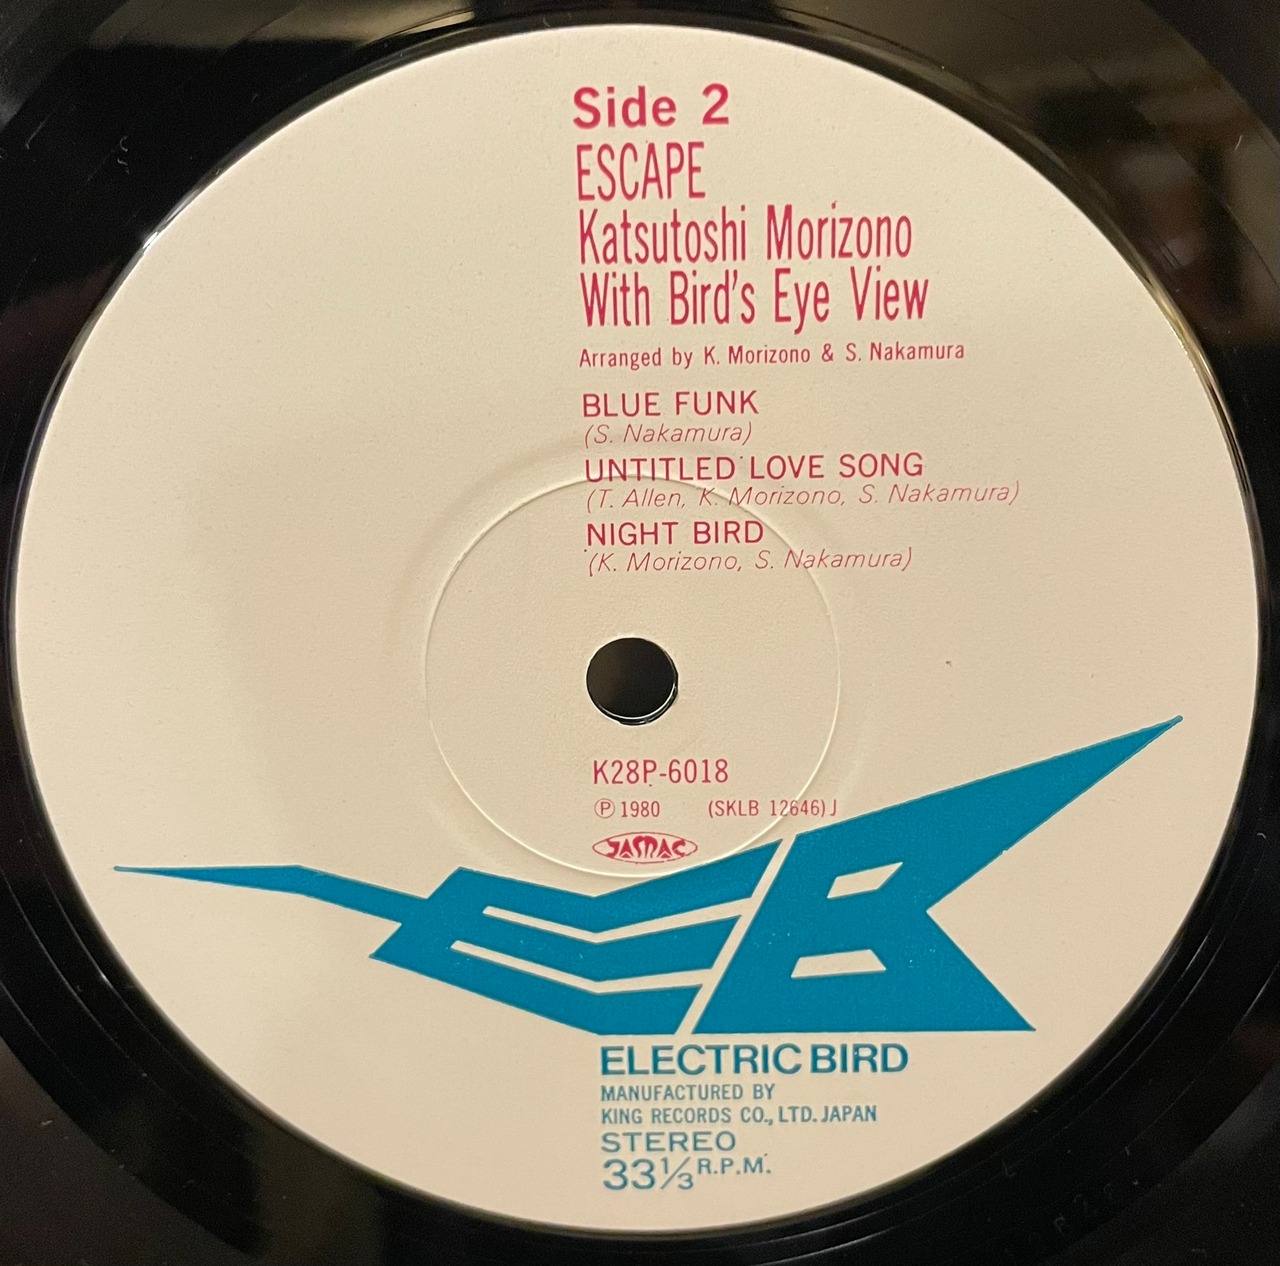 Side 2
ESCAPE
Katsutoshi Morizono
With Bird's Eye View
Arranged by K. Morizono & S. Nakamura
BLUE FUNK
(S. Nakamura)
UNTITLED LOVE SONG
(T. Allen, K. Morizono, S. Nakamura)
NIGHT BIRD
(K. Morizono, S. Nakamura)
K28P-6018
Ⓟ 1980 (SKLB 12646) J
JASRAC
EB
ELECTRIC BIRD
MANUFACTURED BY
KING RECORDS CO., LTD. JAPAN
STEREO
33⅓ R.P.M.